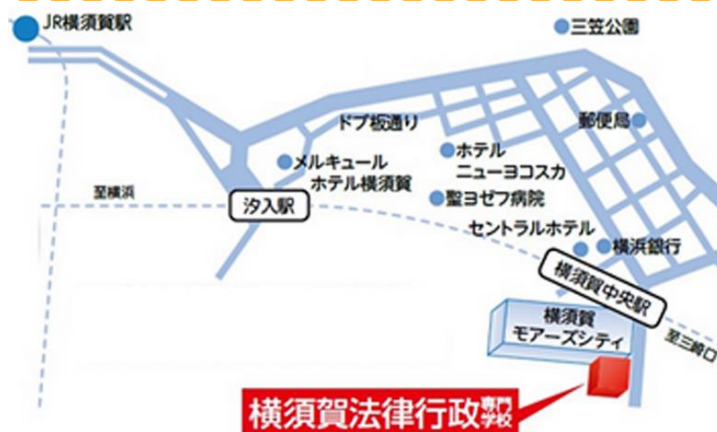 JR横須賀駅
三笠公園
ドブ板通り
郵便局
メルキュール
ホテル横須賀
ホテル
ニューヨコスカ
至横浜
汐入駅
聖ヨゼフ病院
セントラルホテル
横浜銀行
横須賀中央駅
横須賀
モアーズシティ
至三崎口
横須賀法律行政専門
学校